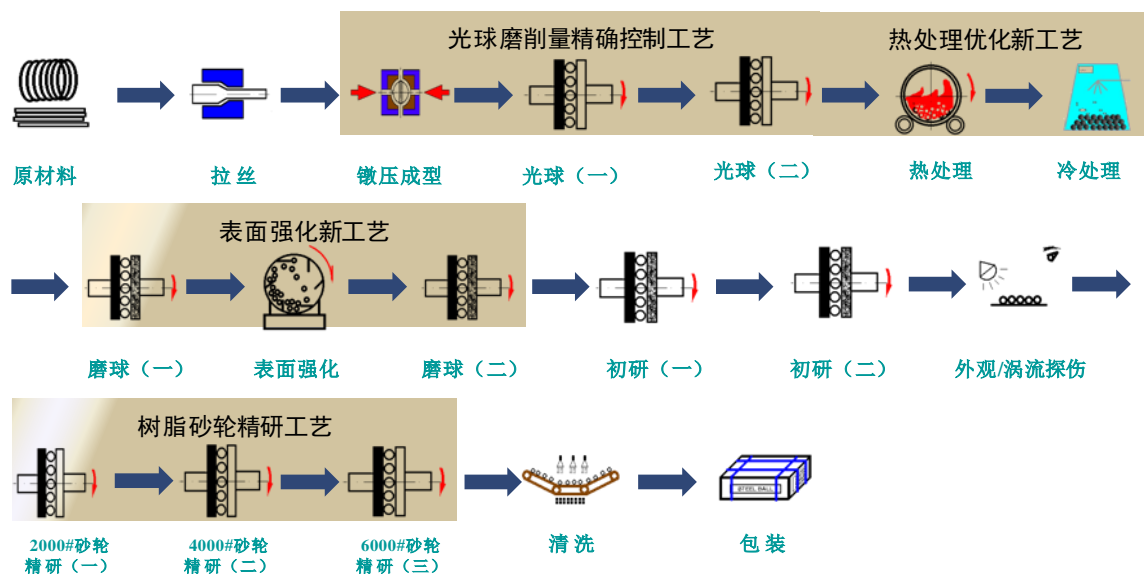 光球磨削量精确控制工艺
热处理优化新工艺
原材料
拉丝
镦压成型
光球（一）
光球（二）
热处理
冷处理
表面强化新工艺
磨球（一）
表面强化
磨球（二）
初研（一）
初研（二）
外观/涡流探伤
树脂砂轮精研工艺
STEEL BALL
2000#砂轮
精研（一）
4000#砂轮
精研（二）
6000#砂轮
精研（三）
清洗
包装